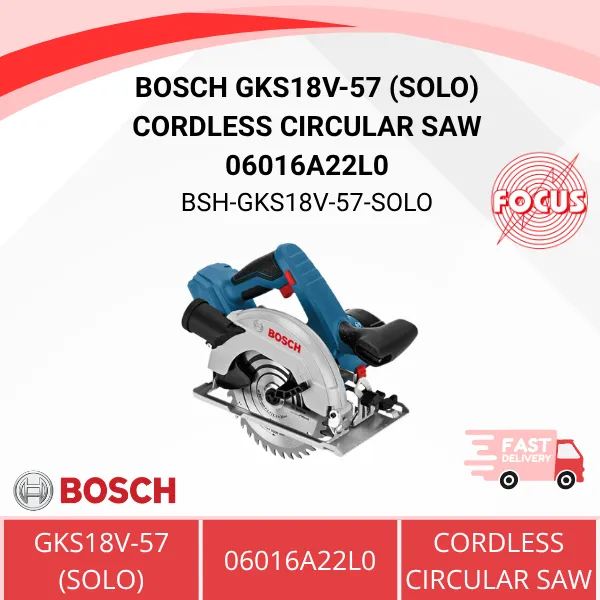 BOSCH GKS18V-57 (SOLO)
CORDLESS CIRCULAR SAW
06016A22L0
BSH-GKS18V-57-SOLO
FOCUS
BOSCH
FAST
DELIVERY
BOSCH
GKS18V-57
(SOLO)
06016A22L0
CORDLESS
CIRCULAR SAW